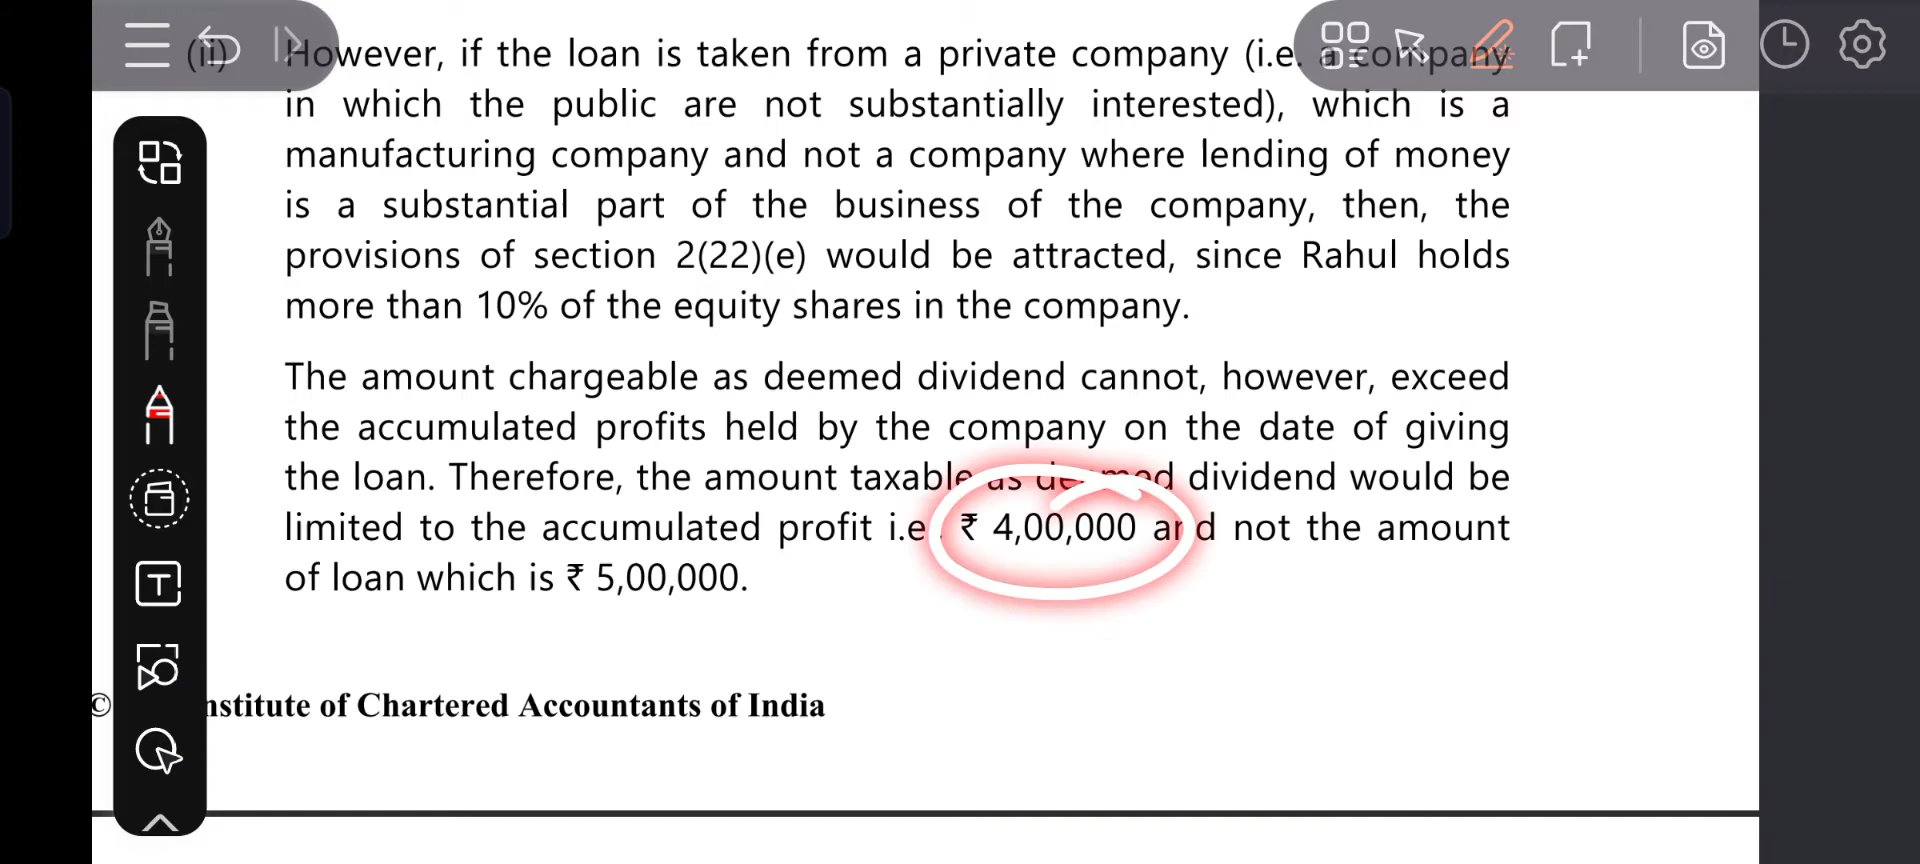 (ii) However, if the loan is taken from a private company (i.e. a company
in which the public are not substantially interested), which is a
manufacturing company and not a company where lending of money
is a substantial part of the business of the company, then, the
provisions of section 2(22)(e) would be attracted, since Rahul holds
more than 10% of the equity shares in the company.
The amount chargeable as deemed dividend cannot, however, exceed
the accumulated profits held by the company on the date of giving
the loan. Therefore, the amount taxable as deemed dividend would be
limited to the accumulated profit i.e. ₹ 4,00,000 and not the amount
of loan which is ₹ 5,00,000.
© nstitute of Chartered Accountants of India
T